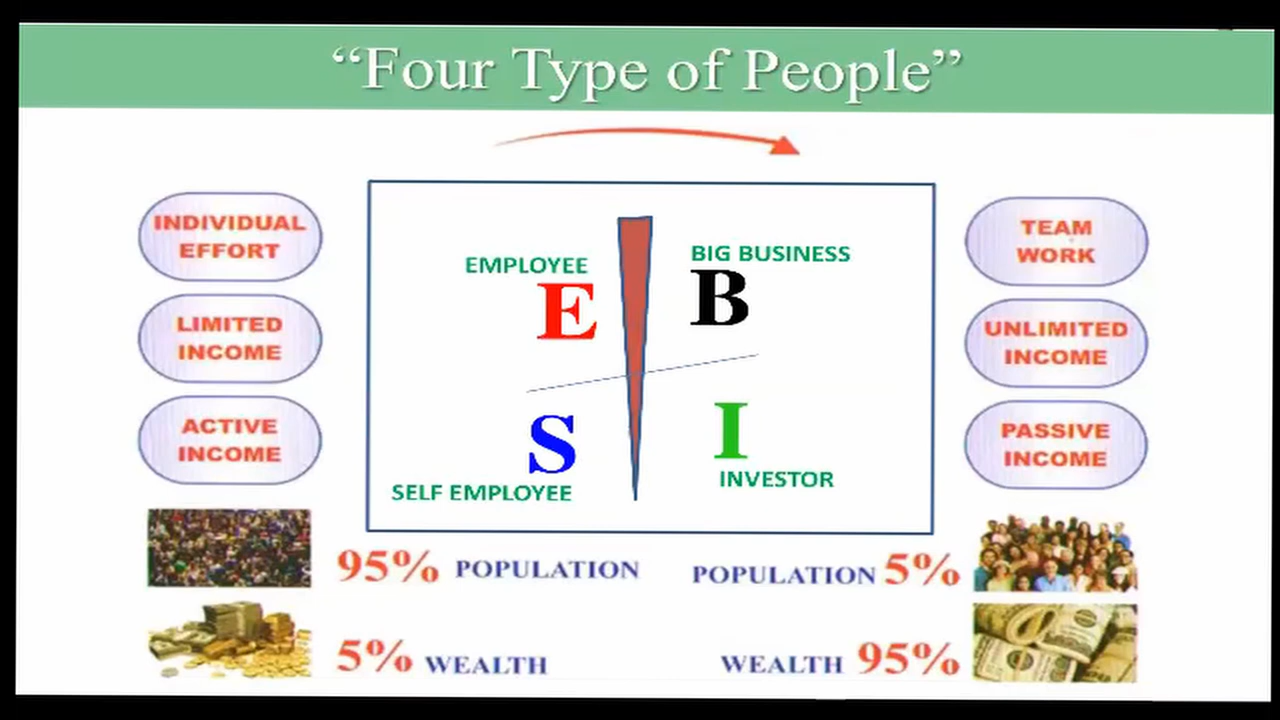 “Four Type of People”
INDIVIDUAL
EFFORT
LIMITED
INCOME
ACTIVE
INCOME
EMPLOYEE
E
BIG BUSINESS
B
S
SELF EMPLOYEE
I
INVESTOR
TEAM
WORK
UNLIMITED
INCOME
PASSIVE
INCOME
95% POPULATION
POPULATION 5%
5% WEALTH
WEALTH 95%